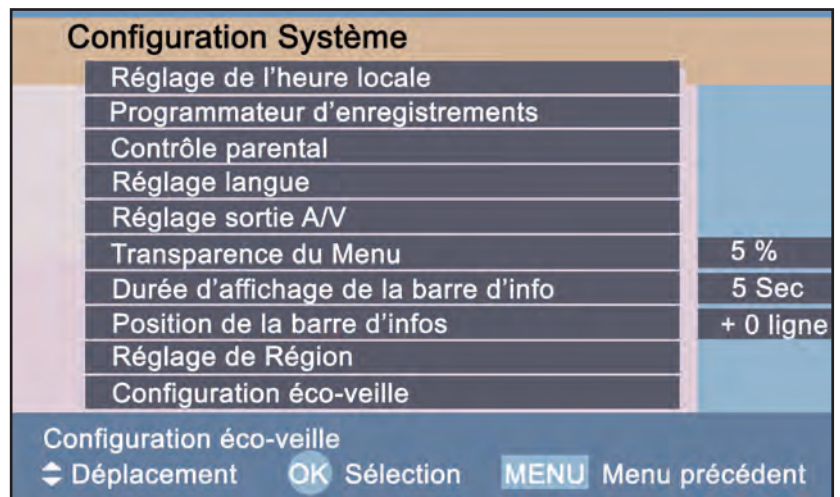 Configuration Système
Réglage de l'heure locale
Programmateur d'enregistrements
Contrôle parental
Réglage langue
Réglage sortie A/V
Transparence du Menu 5 %
Durée d'affichage de la barre d'info 5 Sec
Position de la barre d'infos + 0 ligne
Réglage de Région
Configuration éco-veille
Configuration éco-veille
Déplacement OK Sélection MENU Menu précédent